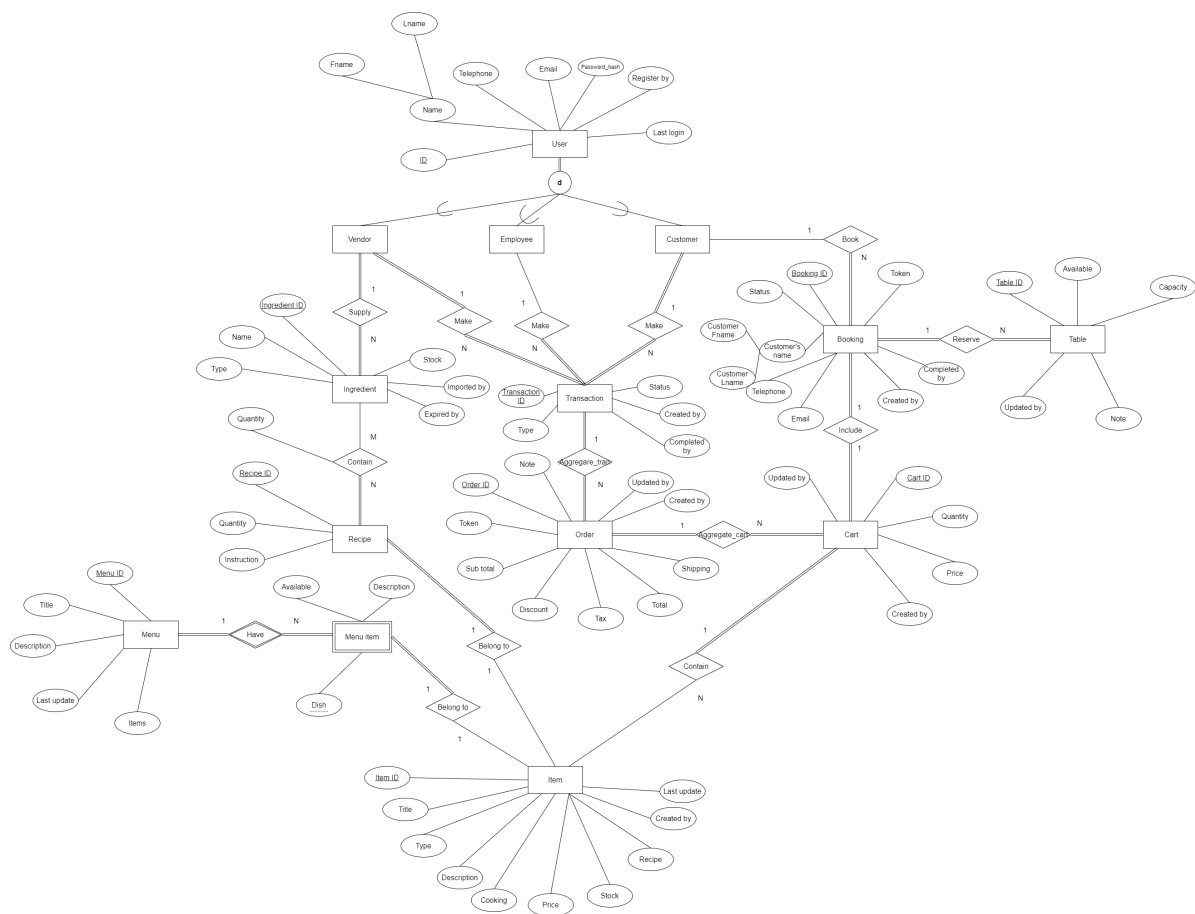 Lname
Fname
Telephone
Email
Password_hash
Register by
Name
Last login
User
ID
d
Vendor
Employee
Customer
1
Book
N
Booking ID
Token
Available
Table ID
Capacity
Status
1
Supply
N
Ingredient ID
1
Make
N
1
Make
N
1
Make
N
Customer
Fname
Customer's
name
Booking
1
Reserve
N
Table
Name
Type
Stock
Ingredient
Imported by
Expired by
Customer
Lname
Telephone
Completed
by
Created by
Email
Updated by
Note
Transaction
ID
Transaction
Status
Type
Created by
Completed
by
1
Include
1
Quantity
M
Contain
N
1
Aggregare_tran
N
Note
Recipe ID
Order ID
Updated by
Created by
Updated by
Cart ID
Quantity
Instruction
Recipe
Token
Order
1
Aggregate_cart
N
Cart
Quantity
Price
Created by
Sub total
Discount
Tax
Total
Shipping
Menu ID
Title
Description
Last update
Menu
Items
1
Have
N
Available
Description
Menu item
Dish
1
Belong to
1
1
Belong to
1
1
Contain
N
Item ID
Item
Last update
Title
Created by
Type
Recipe
Description
Stock
Cooking
Price